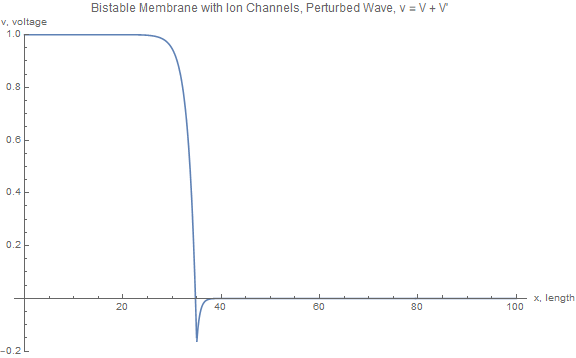 Bistable Membrane with Ion Channels, Perturbed Wave, v = V + V'
v, voltage
1.0
0.8
0.6
0.4
0.2
20 40 60 80 100 x, length
-0.2